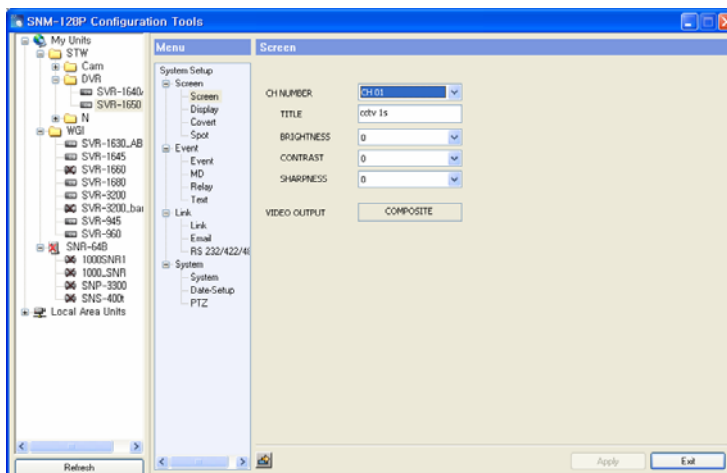 SNM-128P Configuration Tools
My Units
STW
Cam
DVR
SVR-1640
SVR-1650
N
WGI
SVR-1630_AB
SVR-1645
SVR-1660
SVR-1680
SVR-3200
SVR-3200_bar
SVR-945
SVR-960
SNR-64B
1000SNR1
1000_SNR
SNP-3300
SNS-400t
Local Area Units
Refresh
Menu
System Setup
Screen
Screen
Display
Covert
Spot
Event
Event
MD
Relay
Text
Link
Link
Email
RS 232/422/48
System
System
Date-Setup
PTZ
Screen
CH NUMBER CH 01
TITLE cctv 1s
BRIGHTNESS 0
CONTRAST 0
SHARPNESS 0
VIDEO OUTPUT COMPOSITE
Apply Exit